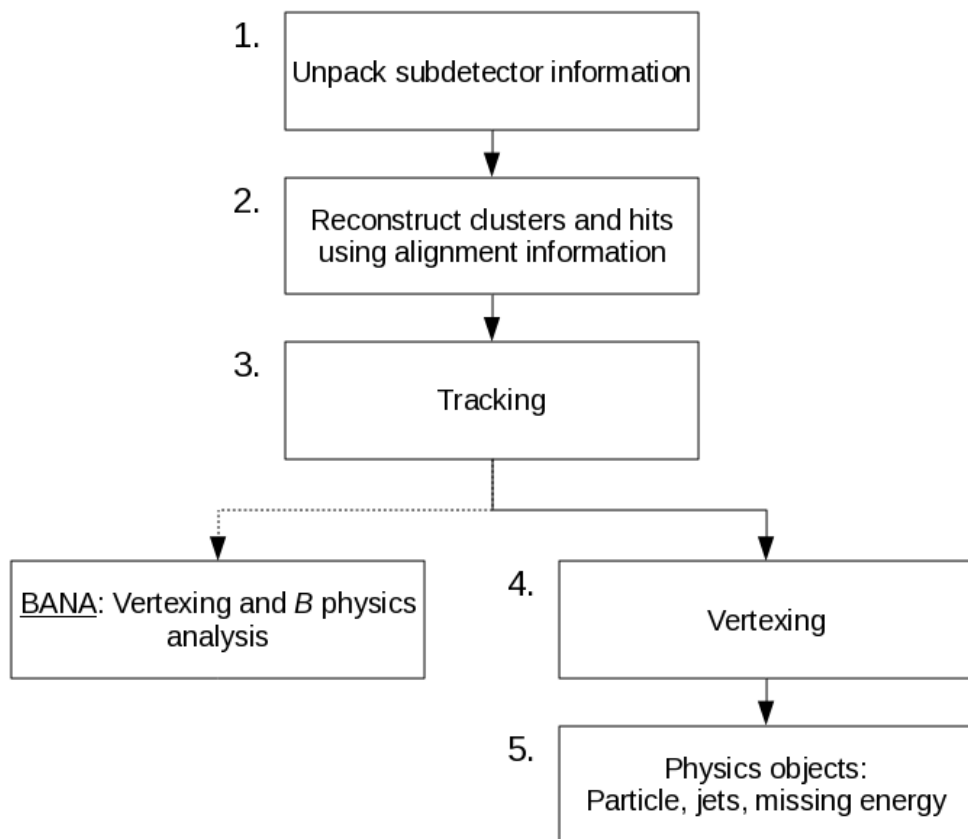 1.
Unpack subdetector information
2.
Reconstruct clusters and hits
using alignment information
3.
Tracking
BANA: Vertexing and B physics
analysis
4.
Vertexing
5.
Physics objects:
Particle, jets, missing energy